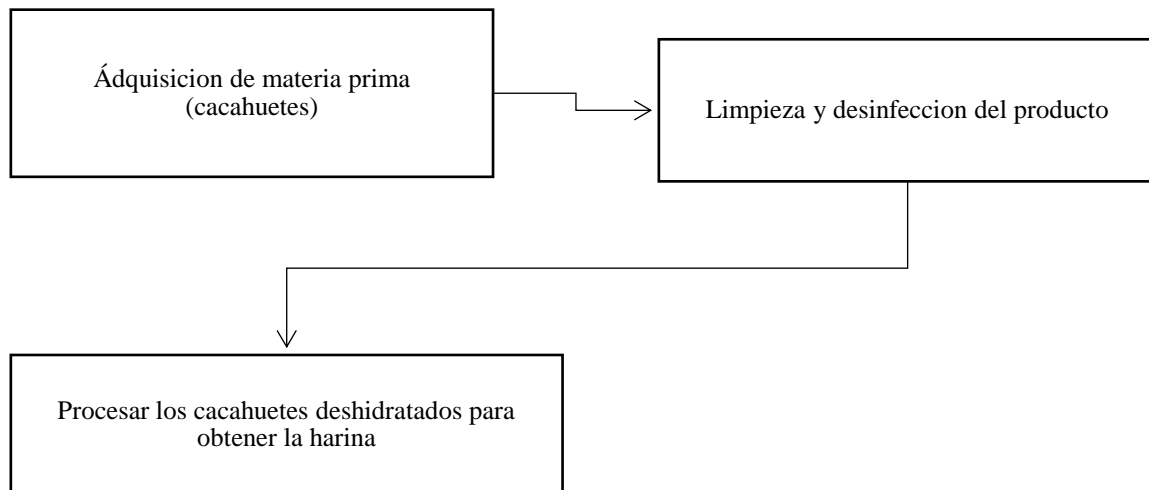 Ádquisicion de materia prima
(cacahuetes)
Limpieza y desinfeccion del producto
Procesar los cacahuetes deshidratados para
obtener la harina